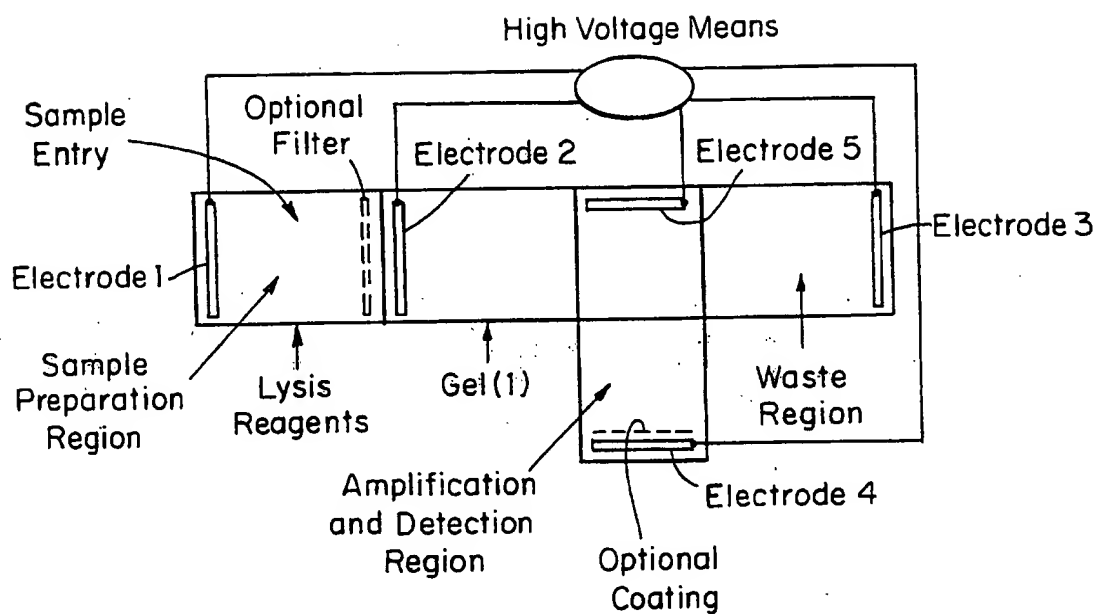 High Voltage Means
Sample
Entry
Optional
Filter
Electrode 2
Electrode 5
Electrode 3
Electrode 1
Sample
Preparation
Region
Lysis
Reagents
Gel (1)
Waste
Region
Amplification
and Detection
Region
Electrode 4
Optional
Coating